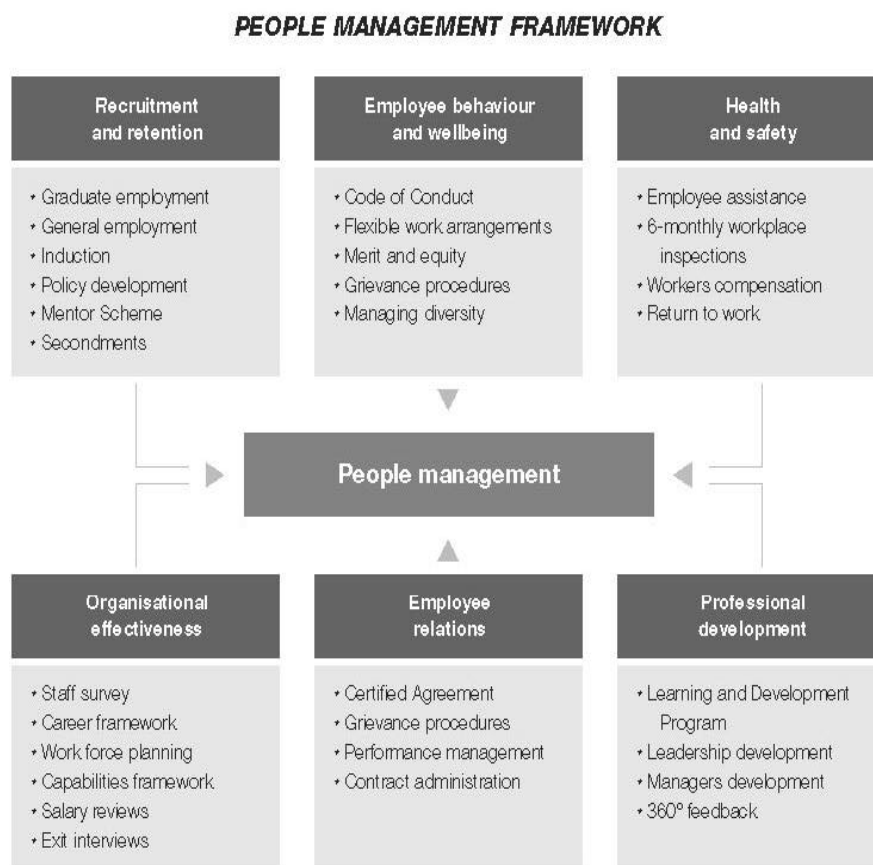 PEOPLE MANAGEMENT FRAMEWORK
Recruitment
and retention
* Graduate employment
* General employment
* Induction
* Policy development
* Mentor Scheme
* Secondments
Employee behaviour
and wellbeing
* Code of Conduct
* Flexible work arrangements
* Merit and equity
* Grievance procedures
* Managing diversity
Health
and safety
* Employee assistance
* 6-monthly workplace
inspections
* Workers compensation
* Return to work
People management
Organisational
effectiveness
* Staff survey
* Career framework
* Work force planning
* Capabilities framework
* Salary reviews
* Exit interviews
Employee
relations
* Certified Agreement
* Grievance procedures
* Performance management
* Contract administration
Professional
development
* Learning and Development
Program
* Leadership development
* Managers development
* 360º feedback